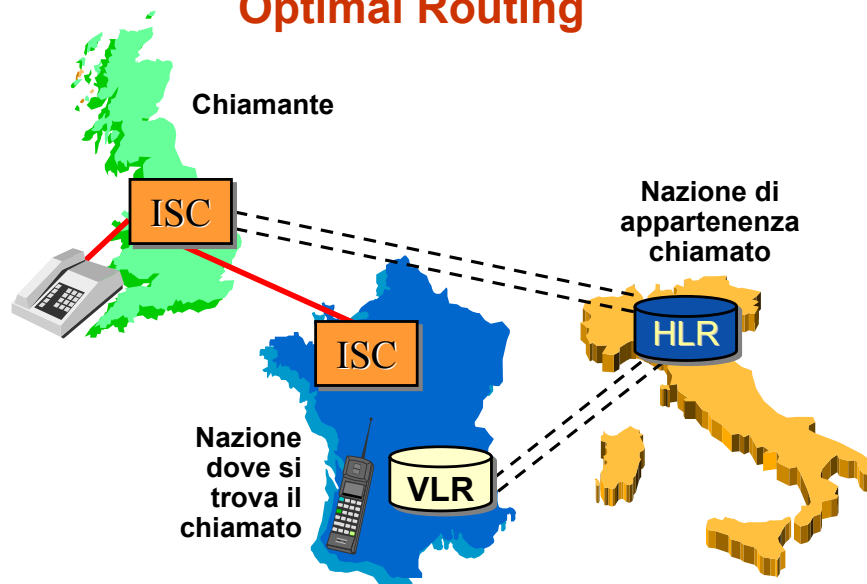 Optimal Routing
Chiamante
ISC
Nazione di
appartenenza
chiamato
HLR
ISC
Nazione
dove si
trova il
chiamato
VLR